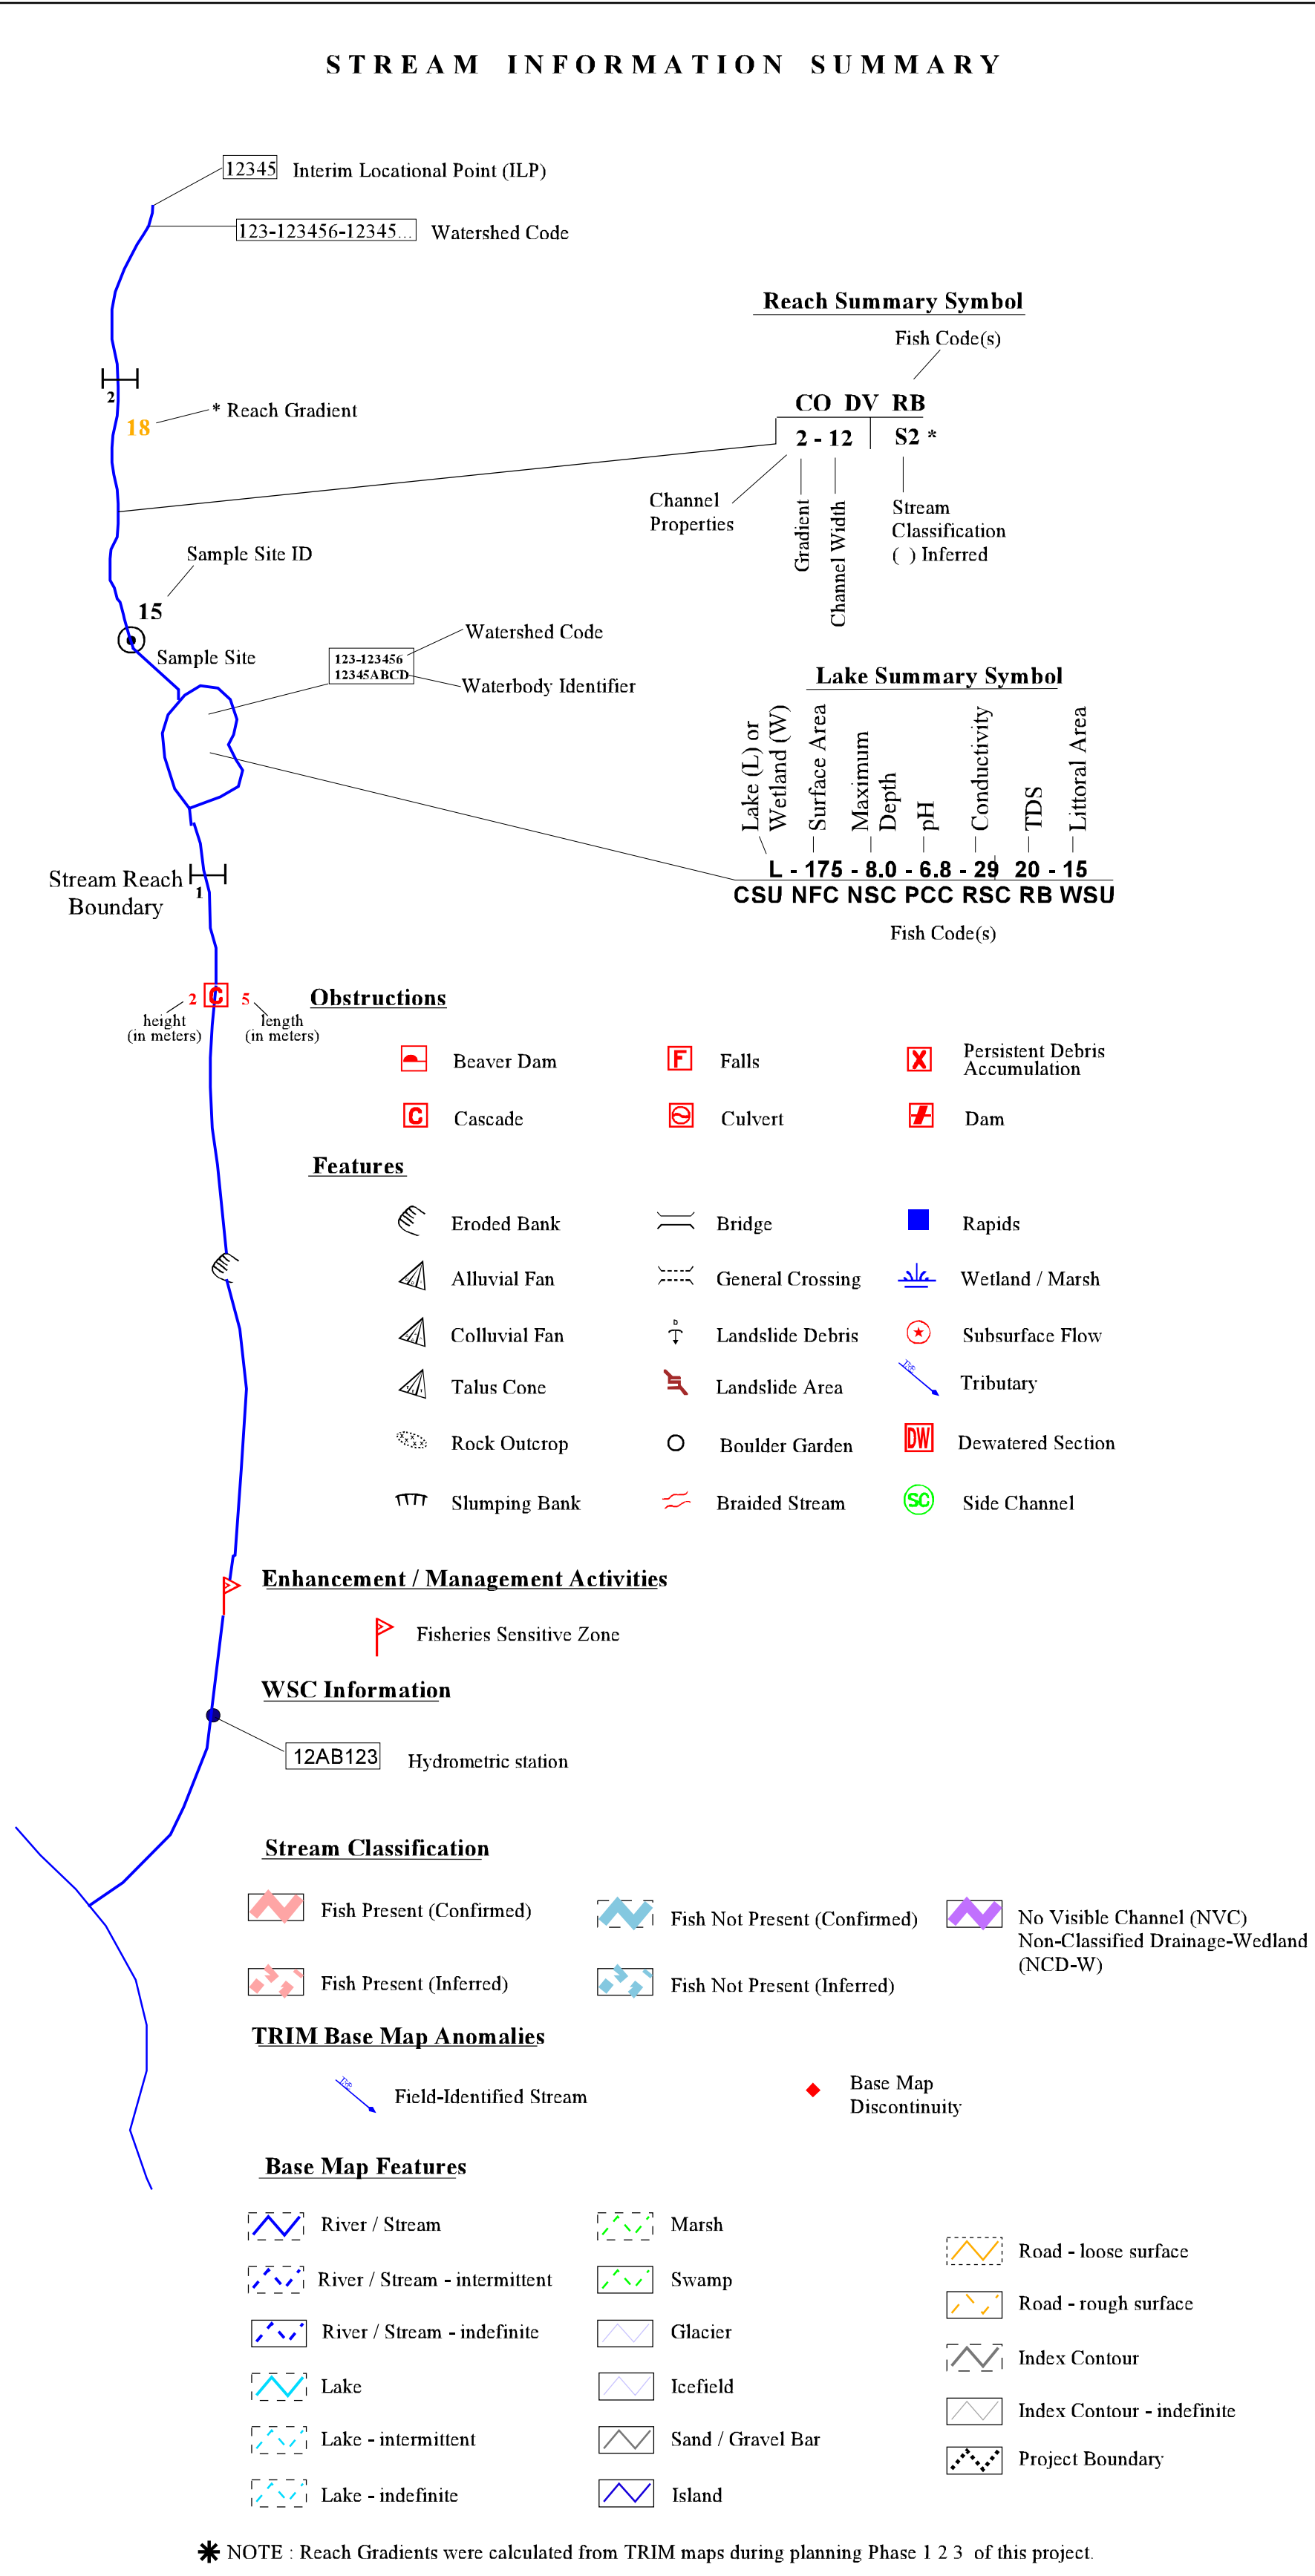 STREAM INFORMATION SUMMARY
12345 Interim Locational Point (ILP)
123-123456-12345... Watershed Code
Reach Summary Symbol
Fish Code(s)
2
CO DV RB
* Reach Gradient
18
2 - 12 S2 *
Channel
Properties
Gradient
Channel Width
Stream
Classification
( ) Inferred
Sample Site ID
15
Sample Site
Watershed Code
123-123456
12345ABCD
Waterbody Identifier
Lake Summary Symbol
Lake (L) or
Wetland (W)
Surface Area
Maximum
Depth
pH
Conductivity
TDS
Littoral Area
L - 175 - 8.0 - 6.8 - 29 20 - 15
CSU NFC NSC PCC RSC RB WSU
Fish Code(s)
Stream Reach
Boundary
1
2 C 5
height
(in meters)
length
(in meters)
Obstructions
Beaver Dam
F Falls
X Persistent Debris
Accumulation
C Cascade
Culvert
Dam
Features
Eroded Bank
Bridge
Rapids
Alluvial Fan
General Crossing
Wetland / Marsh
Colluvial Fan
D Landslide Debris
Subsurface Flow
Talus Cone
Landslide Area
Tributary
Rock Outcrop
Boulder Garden
DW Dewatered Section
Slumping Bank
Braided Stream
SC Side Channel
Enhancement / Management Activities
Fisheries Sensitive Zone
WSC Information
12AB123 Hydrometric station
Stream Classification
Fish Present (Confirmed)
Fish Not Present (Confirmed)
No Visible Channel (NVC)
Non-Classified Drainage-Wedland
(NCD-W)
Fish Present (Inferred)
Fish Not Present (Inferred)
TRIM Base Map Anomalies
Field-Identified Stream
Base Map
Discontinuity
Base Map Features
River / Stream
River / Stream - intermittent
River / Stream - indefinite
Lake
Lake - intermittent
Lake - indefinite
Marsh
Swamp
Glacier
Icefield
Sand / Gravel Bar
Island
Road - loose surface
Road - rough surface
Index Contour
Index Contour - indefinite
Project Boundary
✱ NOTE : Reach Gradients were calculated from TRIM maps during planning Phase 1 2 3 of this project.